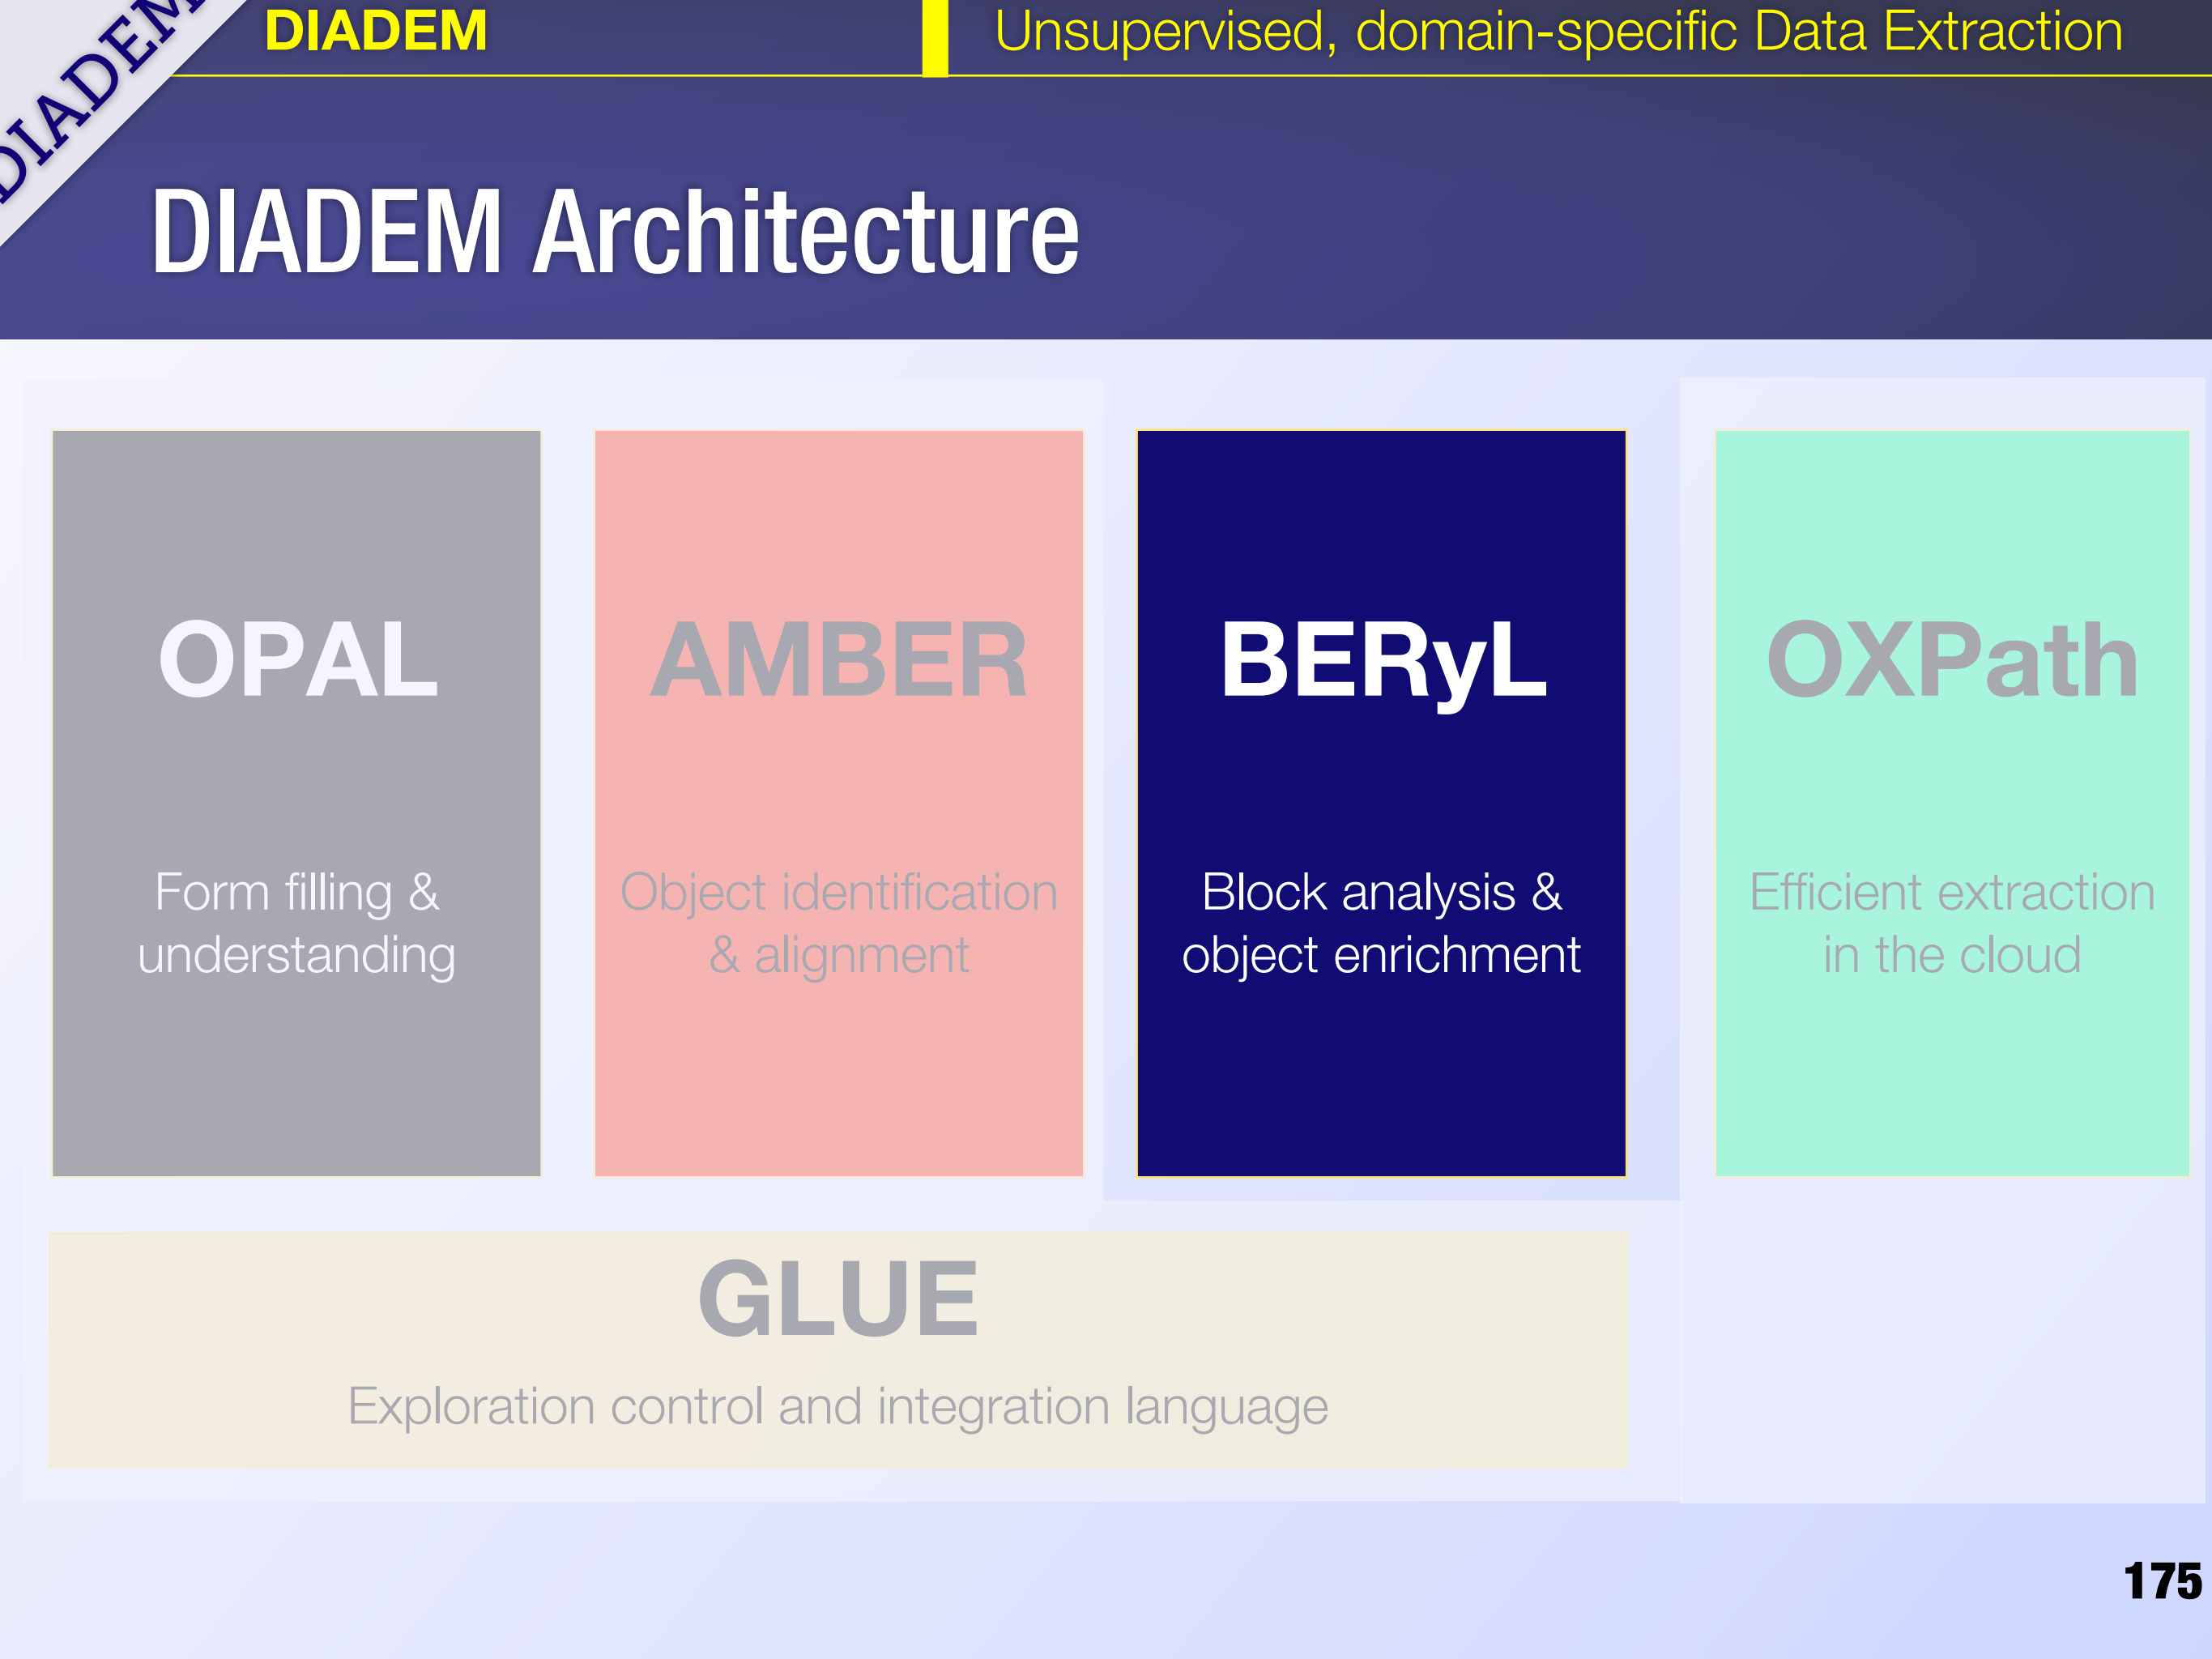 DIADEM
DIADEM
Unsupervised, domain-specific Data Extraction
DIADEM Architecture
OPAL
Form filling &
understanding
AMBER
Object identification
& alignment
BERyL
Block analysis &
object enrichment
OXPath
Efficient extraction
in the cloud
GLUE
Exploration control and integration language
175